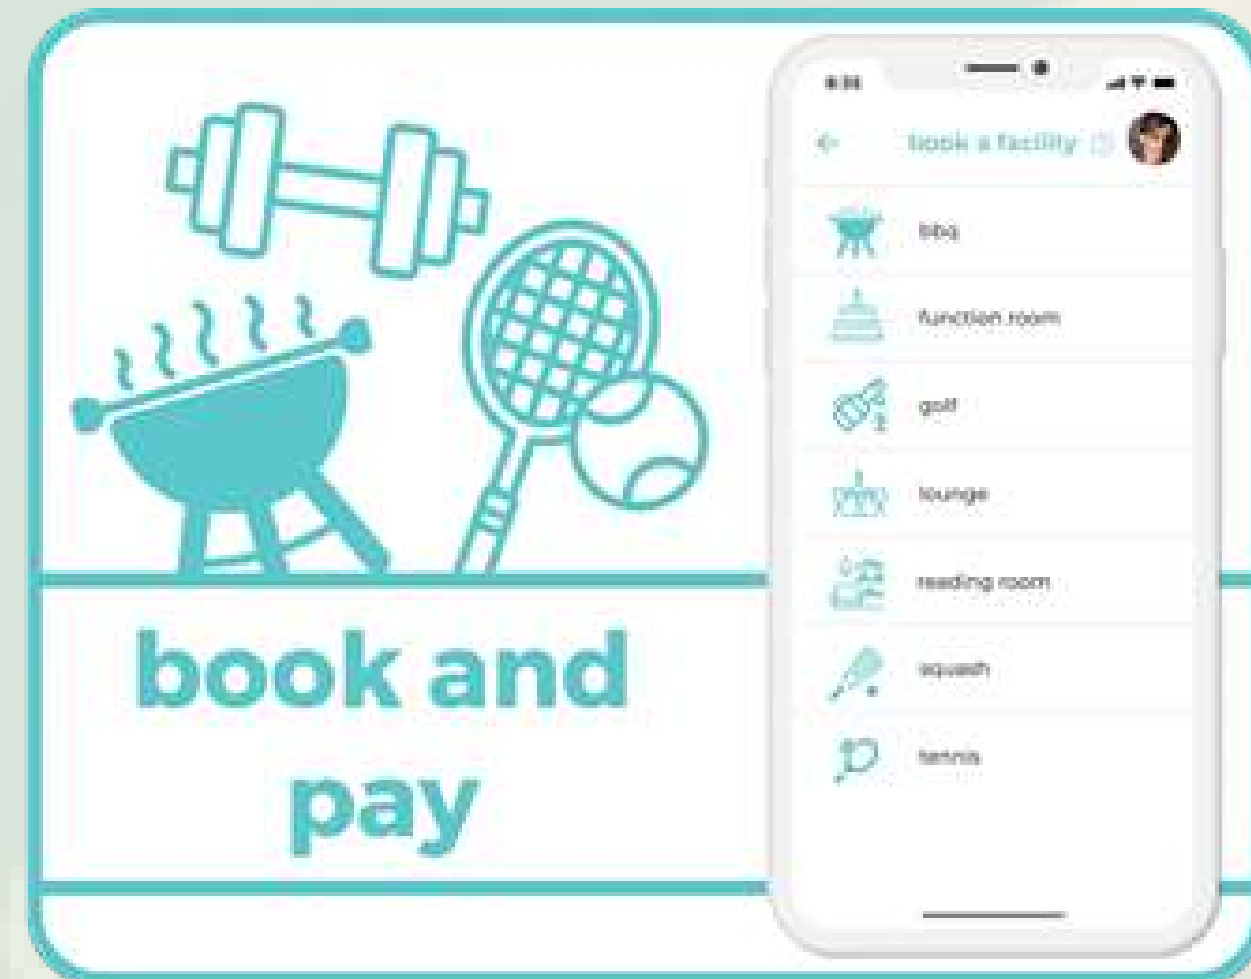 book and
pay
book a facility
bbq
function room
golf
lounge
reading room
squash
tennis